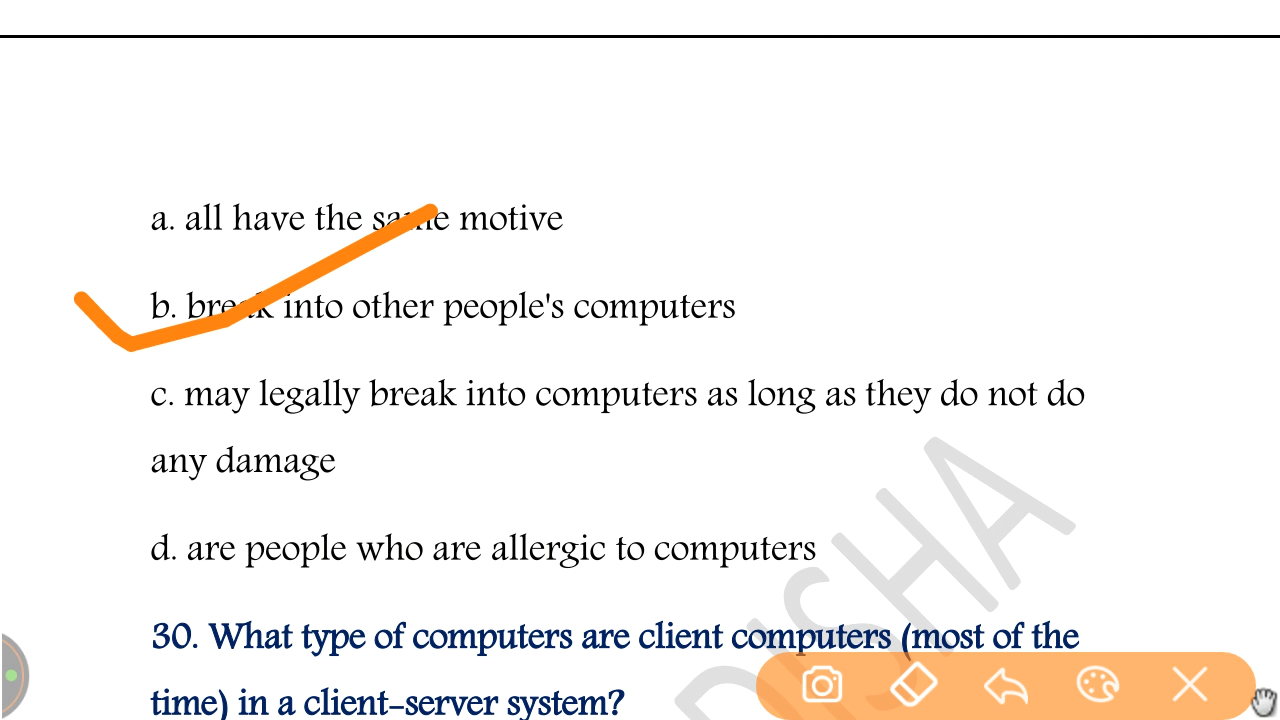 a. all have the same motive
b. break into other people's computers
c. may legally break into computers as long as they do not do
any damage
d. are people who are allergic to computers
30. What type of computers are client computers (most of the
time) in a client-server system?
DISHA